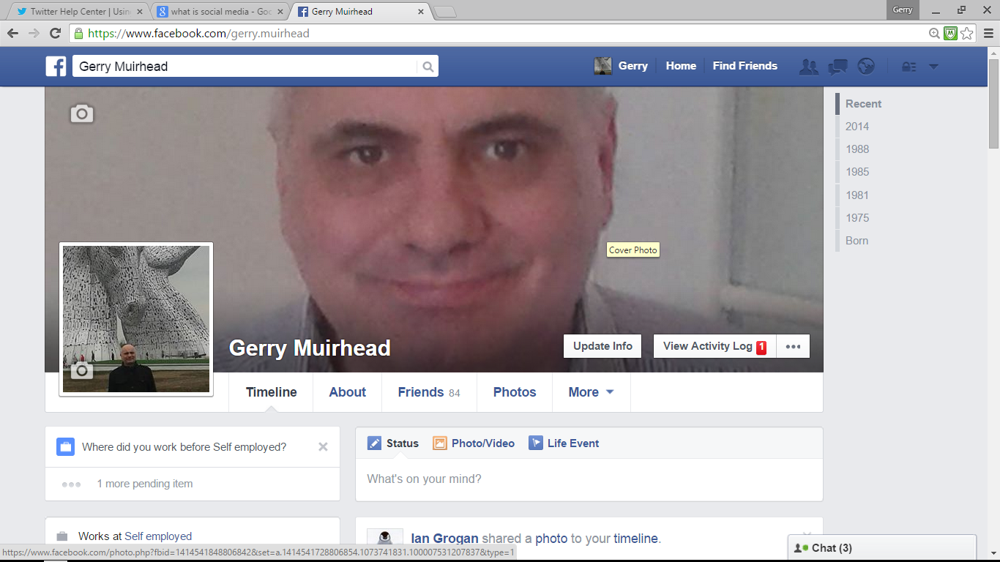 Twitter Help Center | Usin
what is social media - Goo
Gerry Muirhead
Gerry
https://www.facebook.com/gerry.muirhead
Gerry Muirhead
Gerry
Home
Find Friends
Recent
2014
1988
1985
1981
1975
Born
Cover Photo
Gerry Muirhead
Update Info
View Activity Log 1
Timeline
About
Friends 84
Photos
More
Where did you work before Self employed?
1 more pending item
Works at Self employed
Status
Photo/Video
Life Event
What's on your mind?
Ian Grogan shared a photo to your timeline.
https://www.facebook.com/photo.php?fbid=1414541848806842&set=a.1414541728806854.1073741831.100007531207837&type=1
Chat (3)